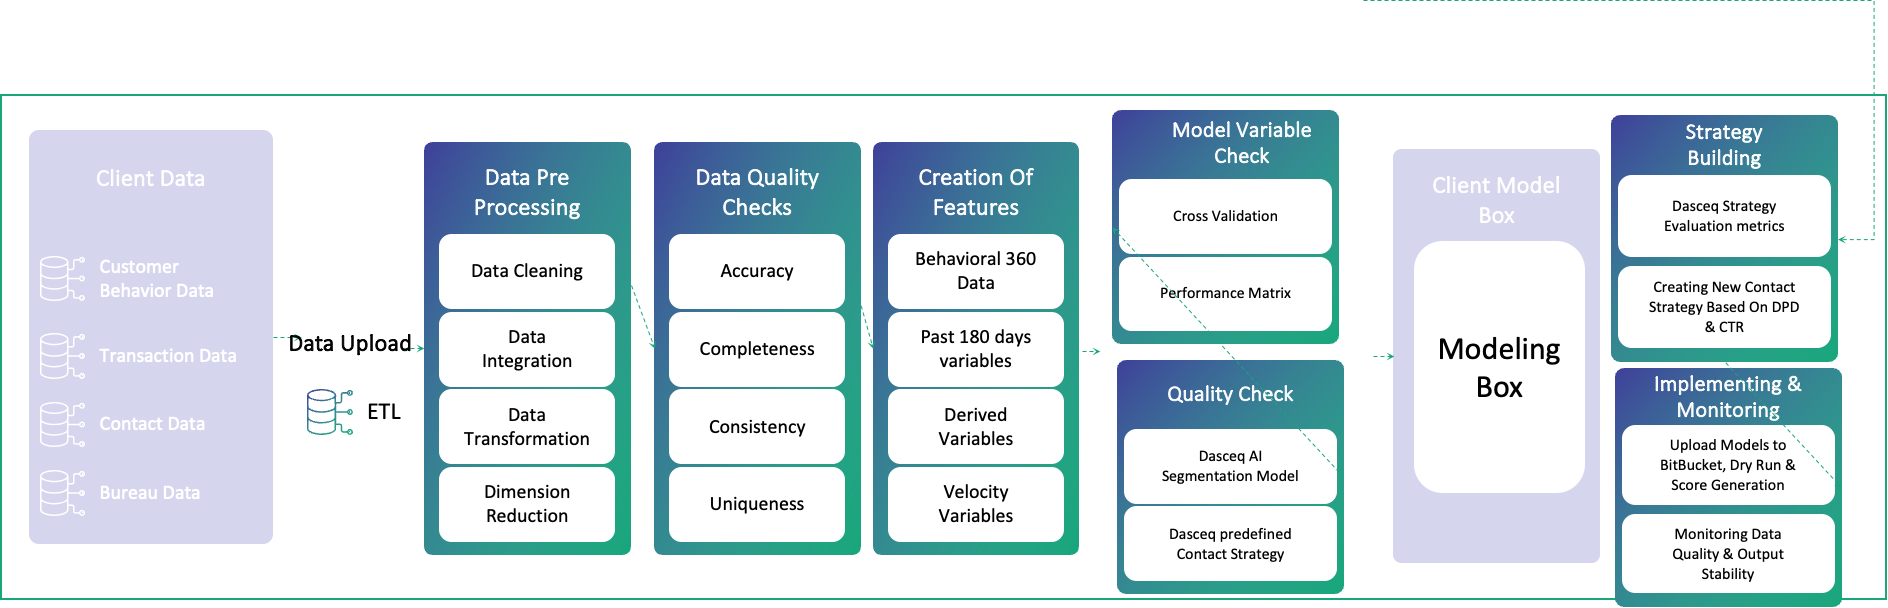 Client Data
Customer
Behavior Data
Transaction Data
Contact Data
Bureau Data
Data Upload
ETL
Data Pre
Processing
Data Cleaning
Data
Integration
Data
Transformation
Dimension
Reduction
Data Quality
Checks
Accuracy
Completeness
Consistency
Uniqueness
Creation Of
Features
Behavioral 360
Data
Past 180 days
variables
Derived
Variables
Velocity
Variables
Model Variable
Check
Cross Validation
Performance Matrix
Quality Check
Dasceq AI
Segmentation Model
Dasceq predefined
Contact Strategy
Client Model
Box
Modeling
Box
Strategy
Building
Dasceq Strategy
Evaluation metrics
Creating New Contact
Strategy Based On DPD
& CTR
Implementing &
Monitoring
Upload Models to
BitBucket, Dry Run &
Score Generation
Monitoring Data
Quality & Output
Stability